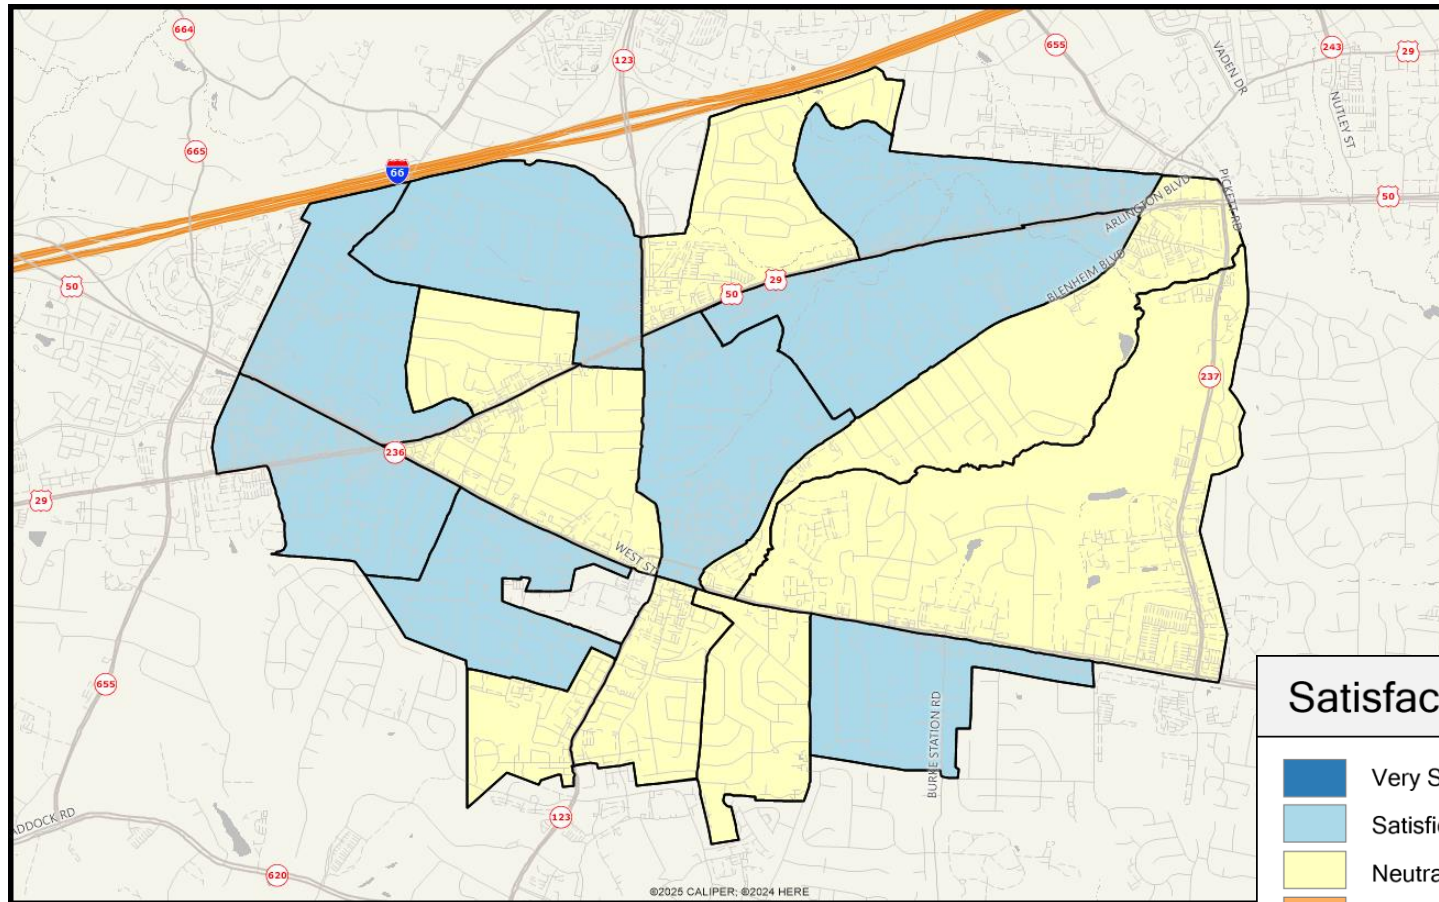 664
123
655
243
29
VADEN DR
NUTLEY ST
665
66
PICKETT RD
50
ARLINGTON BLVD
50
29
50
BLENHEIM BLVD
237
236
29
WEST ST
655
BURKE STATION RD
ADDOCK RD
123
620
©2025 CALIPER; ©2024 HERE
Satisfac
Very S
Satisfie
Neutra